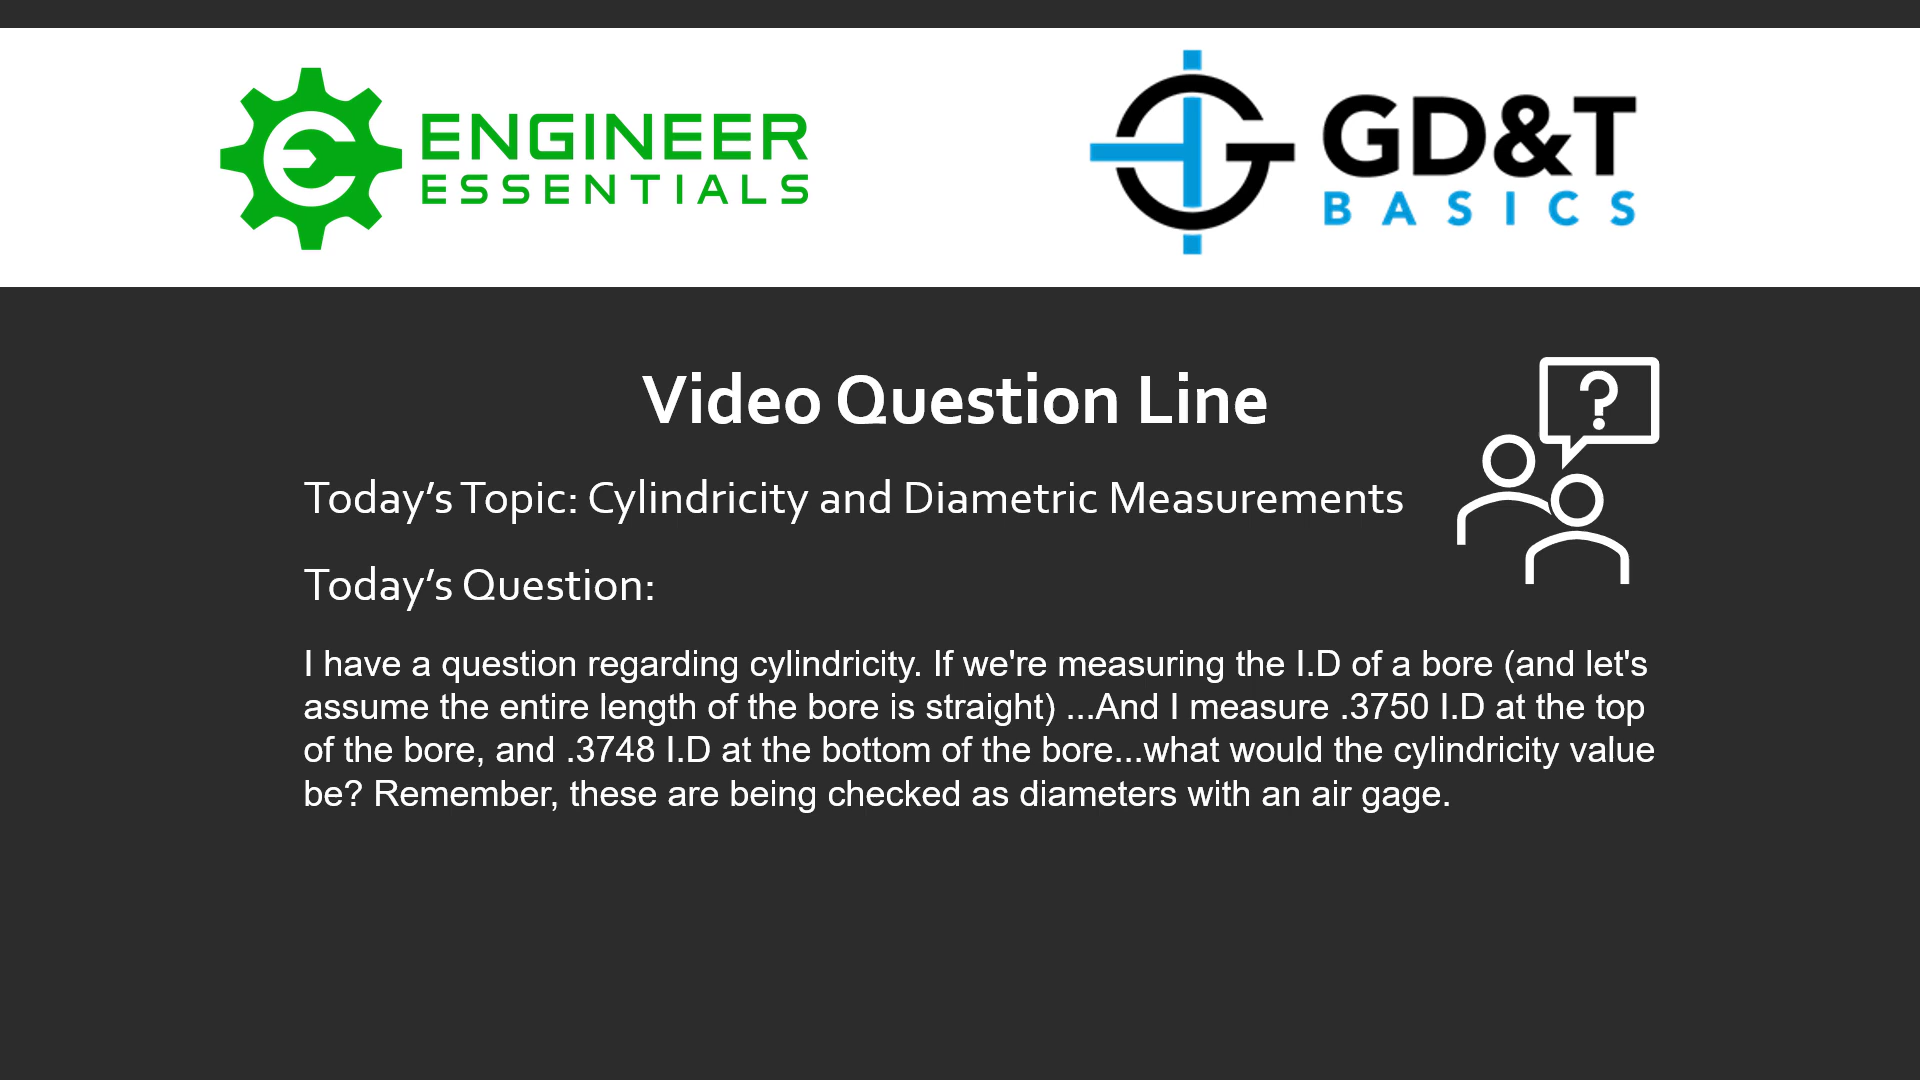 ENGINEER
ESSENTIALS
GD&T
BASICS
Video Question Line
?
Today’s Topic: Cylindricity and Diametric Measurements
Today’s Question:
I have a question regarding cylindricity. If we're measuring the I.D of a bore (and let's
assume the entire length of the bore is straight) ...And I measure .3750 I.D at the top
of the bore, and .3748 I.D at the bottom of the bore...what would the cylindricity value
be? Remember, these are being checked as diameters with an air gage.